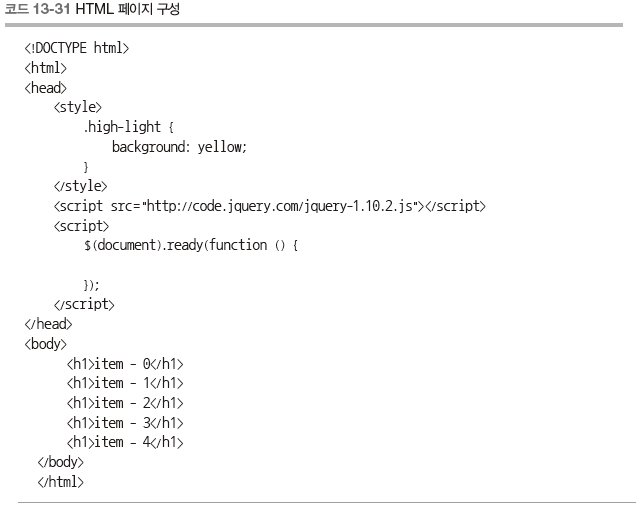 코드 13-31 HTML 페이지 구성
<!DOCTYPE html>
<html>
<head>
    <style>
        .high-light {
            background: yellow;
        }
    </style>
    <script src="http://code.jquery.com/jquery-1.10.2.js"></script>
    <script>
        $(document).ready(function () {
        });
    </script>
</head>
<body>
    <h1>item - 0</h1>
    <h1>item - 1</h1>
    <h1>item - 2</h1>
    <h1>item - 3</h1>
    <h1>item - 4</h1>
</body>
</html>